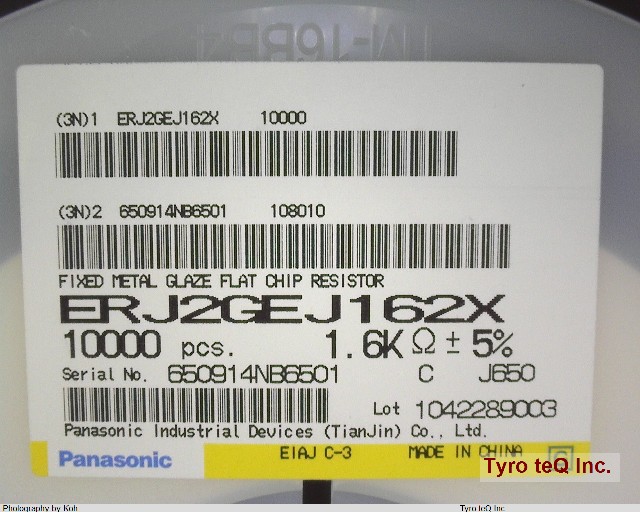 (3N)1 ERJ2GEJ162X 10000
(3N)2 650914NB6501 108010
FIXED METAL GLAZE FLAT CHIP RESISTOR
ERJ2GEJ162X
10000 pcs. 1.6K Ω ± 5%
Serial No. 650914NB6501 C J650
Lot 1042289003
Panasonic Industrial Devices (TianJin) Co., Ltd.
Panasonic EIAJ C-3 MADE IN CHINA
Tyro teQ Inc.
Photography by Koh Tyro teQ Inc.